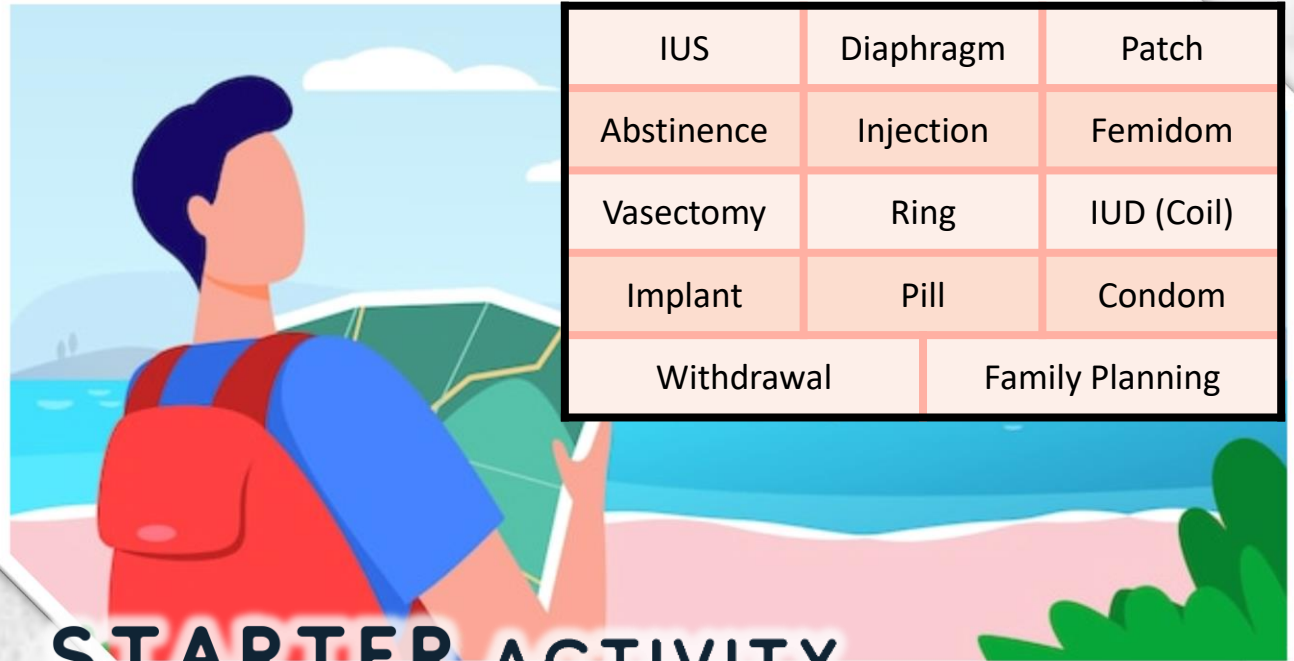 IUS Diaphragm Patch
Abstinence Injection Femidom
Vasectomy Ring IUD (Coil)
Implant Pill Condom
Withdrawal Family Planning
STARTER ACTIVITY